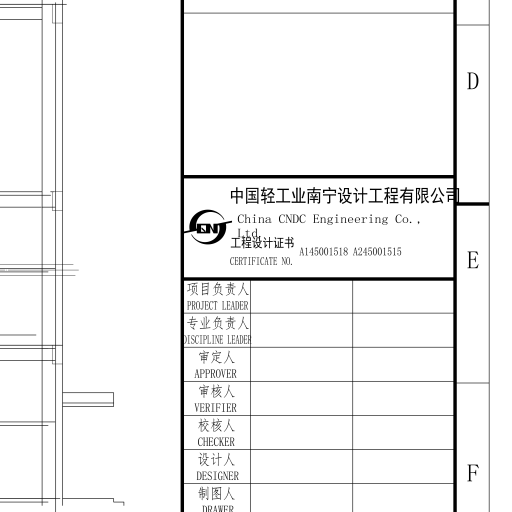 D
中国轻工业南宁设计工程有限公司
China CNDC Engineering Co.,
Ltd
工程设计证书
CERTIFICATE NO.
A145001518 A245001515
E
项目负责人
PROJECT LEADER
专业负责人
DISCIPLINE LEADER
审定人
APPROVER
审核人
VERIFIER
校核人
CHECKER
设计人
DESIGNER
F
制图人
DRAWER